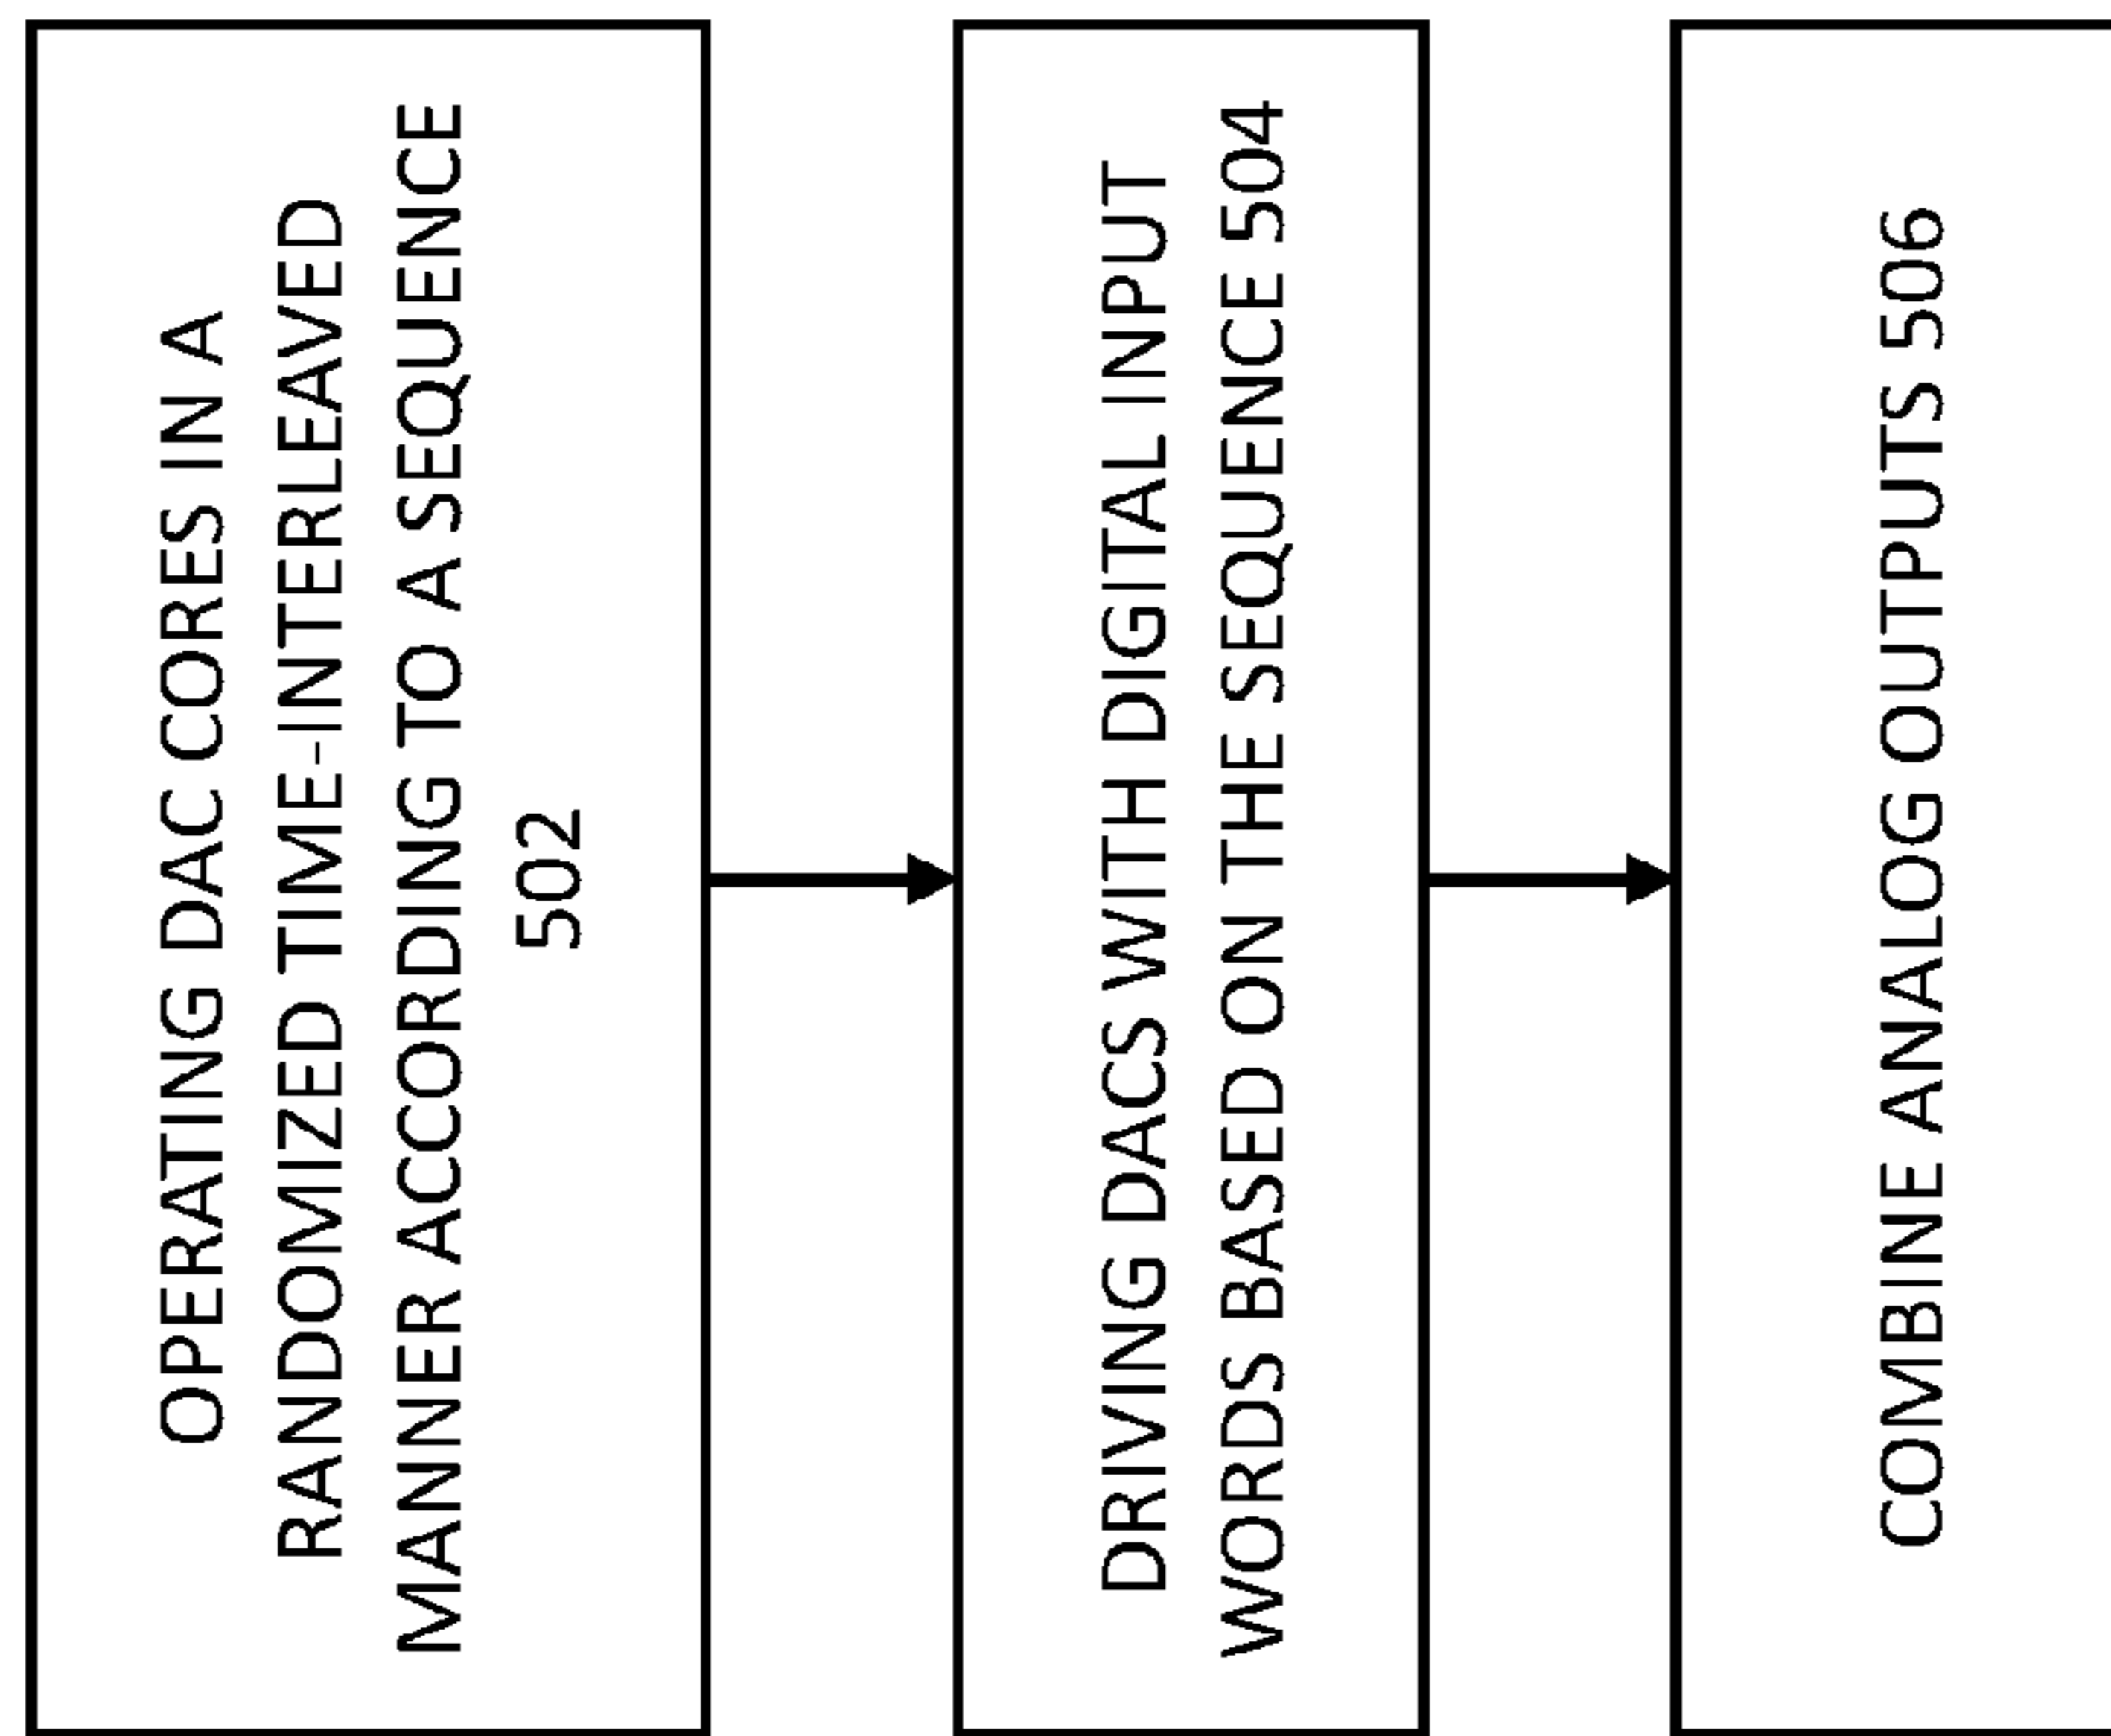 OPERATING DAC CORES IN A
RANDOMIZED TIME-INTERLEAVED
MANNER ACCORDING TO A SEQUENCE
502
DRIVING DACS WITH DIGITAL INPUT
WORDS BASED ON THE SEQUENCE 504
COMBINE ANALOG OUTPUTS 506